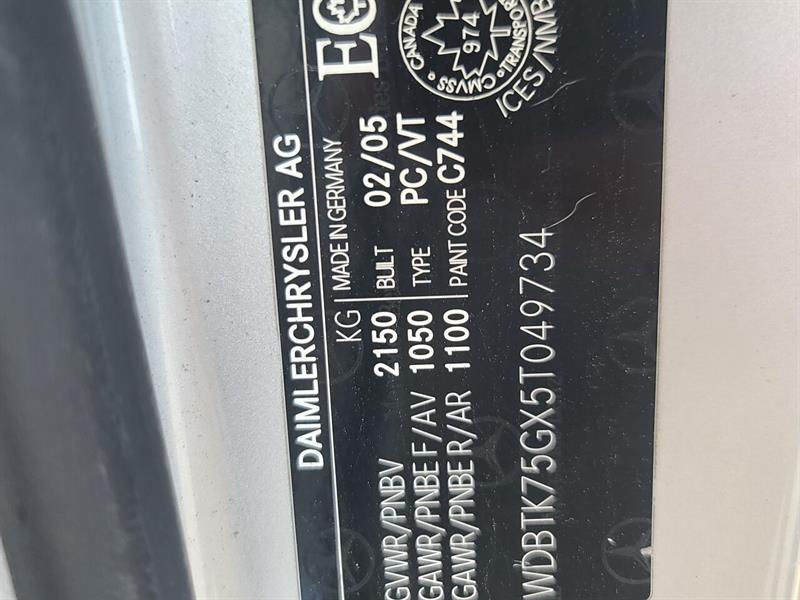 DAIMLERCHRYSLER AG
KG MADE IN GERMANY
GVWR/PNBV 2150 BUILT 02/05
GAWR/PNBE F/AV 1050 TYPE PC/VT
GAWR/PNBE R/AR 1100 PAINT CODE C744
CANADA
974
CMVSS TRANSPOR
ICES/NMB
WDBTK75GX5T049734